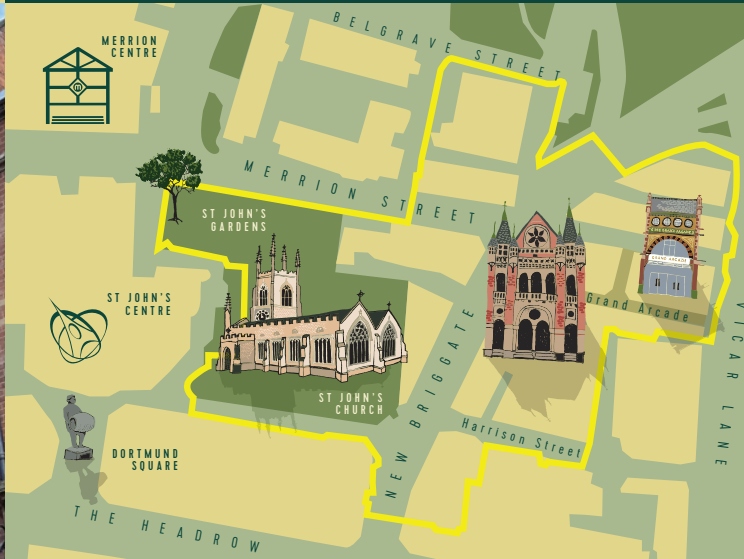 BELGRAVE STREET
MERRION
CENTRE
MERRION STREET
ST JOHN'S
GARDENS
GRAND ARCADE
Grand Arcade
ST JOHN'S
CENTRE
VICAR LANE
NEW BRIGGATE
ST JOHN'S
CHURCH
Harrison Street
DORTMUND
SQUARE
THE HEADROW